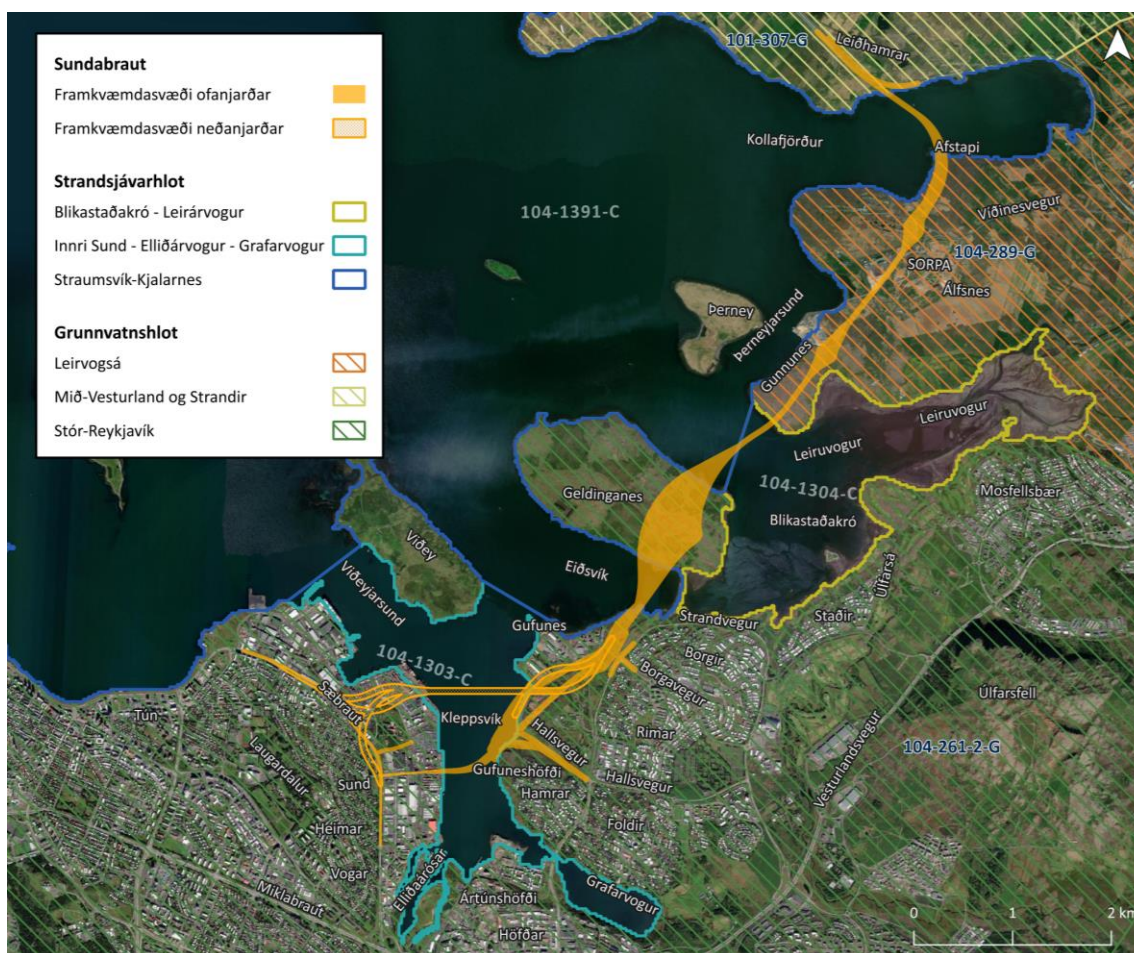 Sundabraut
Framkvæmdasvæði ofanjarðar
Framkvæmdasvæði neðanjarðar
Strandsjávarhlot
Blikastaðakró - Leirárvogur
Innri Sund - Elliðárvogur - Grafarvogur
Straumsvík-Kjalarnes
Grunnvatnshlot
Leirvogsá
Mið-Vesturland og Strandir
Stór-Reykjavík
101-307-G
Leiðhamrar
Kollafjörður
Afstapi
104-1391-C
Víðinesvegur
104-289-G
SORPA
Álfsnes
Þerney
Þerneyjarsund
Gunnunes
Leiruvogur
Leiruvogur
Geldinganes
104-1304-C
Mosfellsbær
Blikastaðakró
Viðey
Eiðsvík
Úlfarsá
Viðeyjarsund
Gufunes
Strandvegur
Staðir
Borgir
104-1303-C
Borgavegur
Sæbraut
Úlfarsfell
Tún
Kleppsvík
Hallsvegur
Rimar
Vesturlandsvegur
104-261-2-G
Laugardalur
Sund
Gufuneshöfði
Hallsvegur
Hamrar
Heimar
Foldir
Vogar
Elliðaárósar
Grafarvogur
Miklabraut
Ártúnshöfði
Höfðar
0 1 2 km